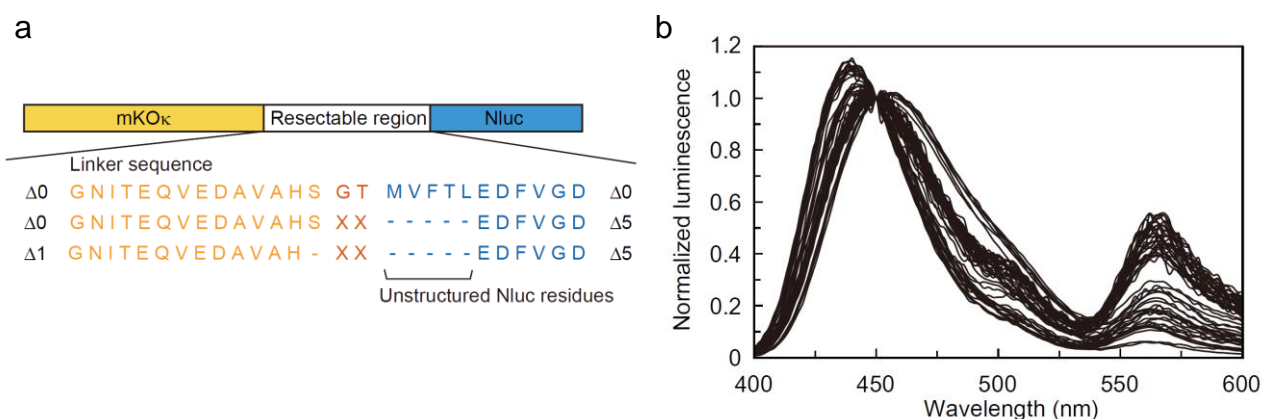 a
mKOκ Resectable region Nluc
Linker sequence
Δ0 GNITEQVEDAVAHS GT MVFTLEDFVGD Δ0
Δ0 GNITEQVEDAVAHS XX -----EDFVGD Δ5
Δ1 GNITEQVEDAVAH- XX -----EDFVGD Δ5
Unstructured Nluc residues
b
Normalized luminescence
1.2
1.0
0.8
0.6
0.4
0.2
0
400 450 500 550 600
Wavelength (nm)